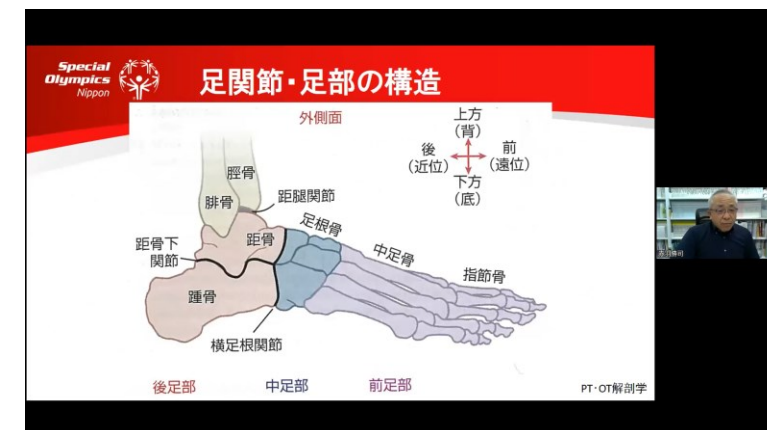 Special
Olympics
Nippon
足関節・足部の構造
外側面
上方
(背)
後
(近位)
前
(遠位)
下方
(底)
脛骨
腓骨
距腿関節
足根骨
距骨
中足骨
距骨下
関節
指節骨
踵骨
横足根関節
後足部
中足部
前足部
PT・OT解剖学